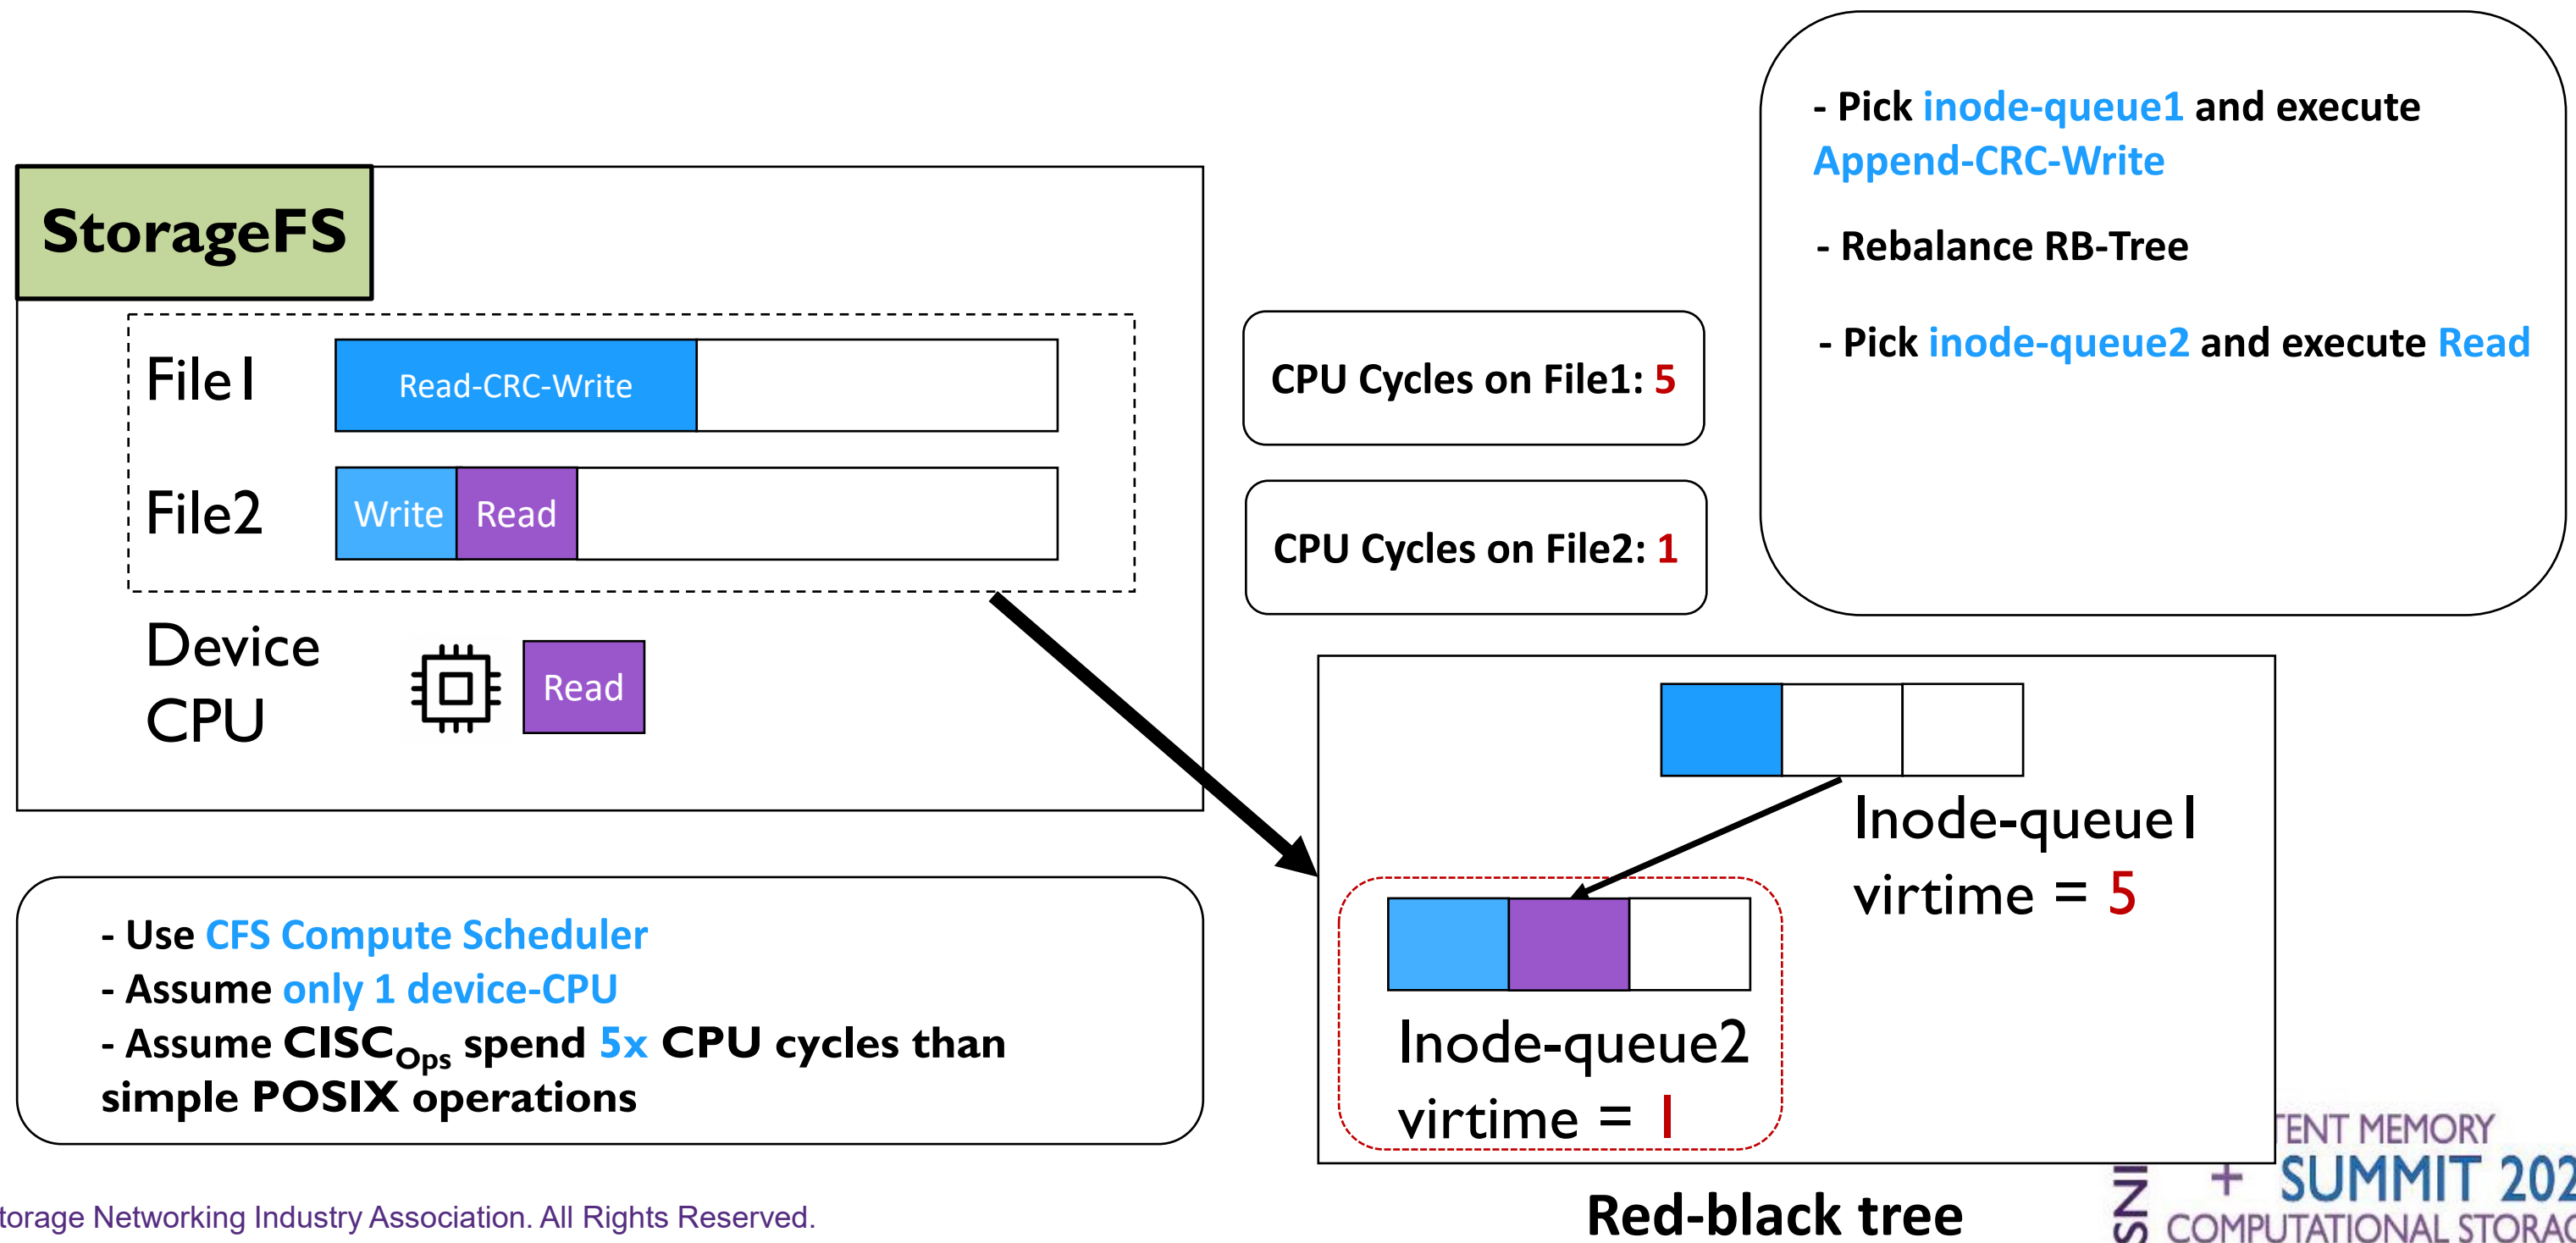 - Pick inode-queue1 and execute
Append-CRC-Write
- Rebalance RB-Tree
- Pick inode-queue2 and execute Read
StorageFS
File1
Read-CRC-Write
File2
Write
Read
Device
CPU
Read
CPU Cycles on File1: 5
CPU Cycles on File2: 1
- Use CFS Compute Scheduler
- Assume only 1 device-CPU
- Assume CISCOps spend 5x CPU cycles than
simple POSIX operations
Inode-queue1
virtime = 5
Inode-queue2
virtime = 1
Red-black tree
torage Networking Industry Association. All Rights Reserved.
TENT MEMORY
+ SUMMIT 202
COMPUTATIONAL STORAG
SNI